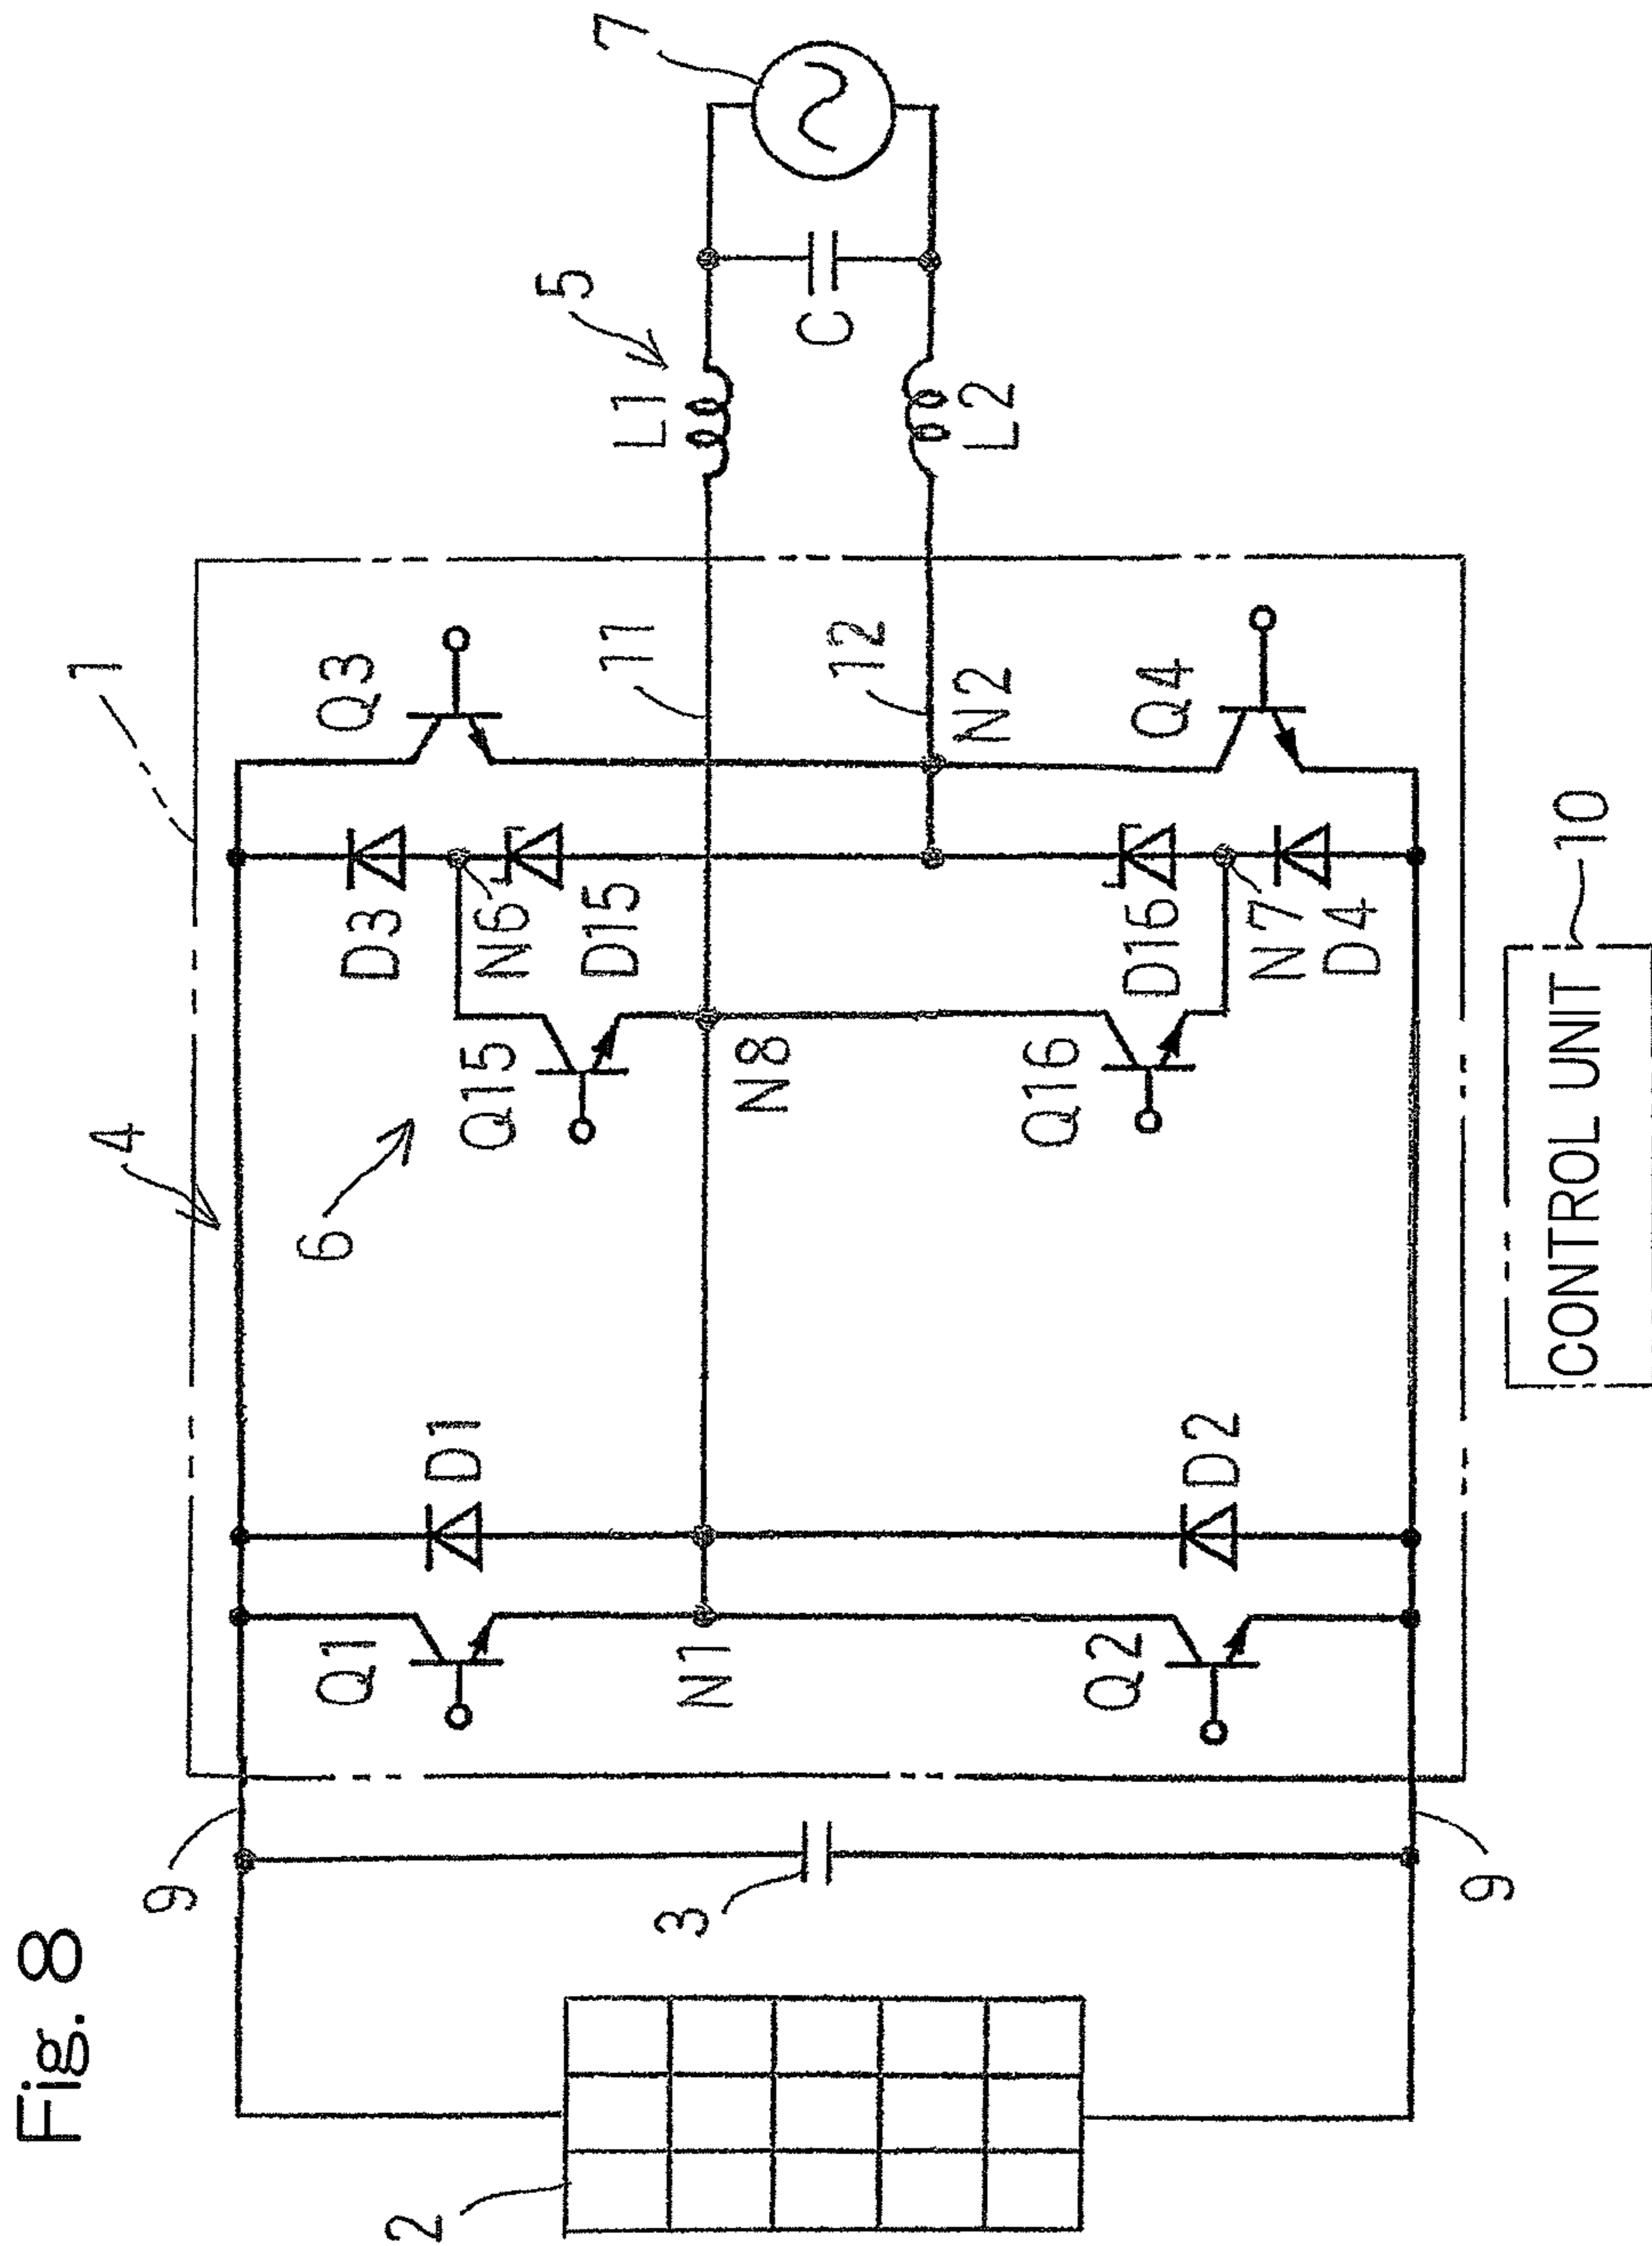 Fig. 8
1
4
Q3
11
7
D3
N6
D15
Q15
6
L1
5
N8
12
N2
C
L2
Q1
D1
N1
Q16
D16
N7
D4
Q4
Q2
D2
9
3
9
2
CONTROL UNIT
10